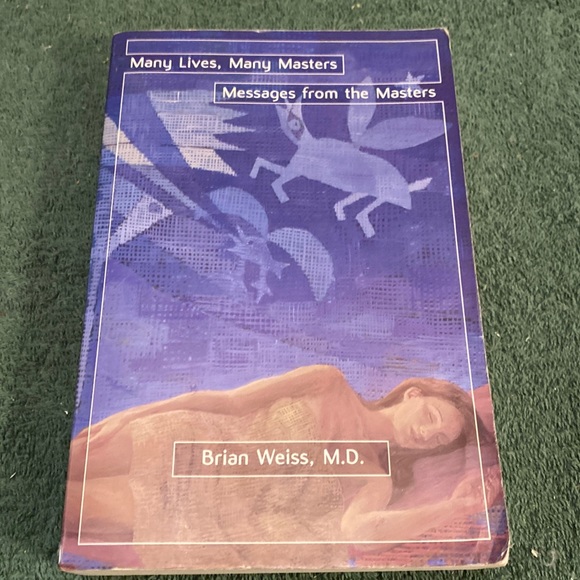 Many Lives, Many Masters
Messages from the Masters
Brian Weiss, M.D.